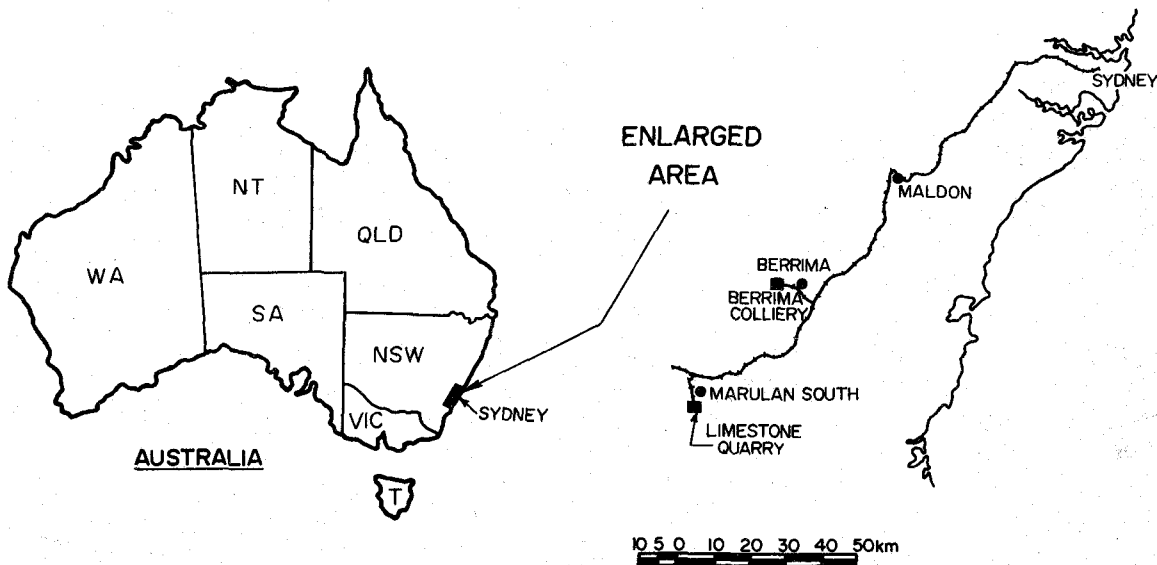 NT
WA
QLD
SA
NSW
VIC
SYDNEY
T
AUSTRALIA
ENLARGED
AREA
SYDNEY
MALDON
BERRIMA
BERRIMA
COLLIERY
MARULAN SOUTH
LIMESTONE
QUARRY
10 5 0 10 20 30 40 50km